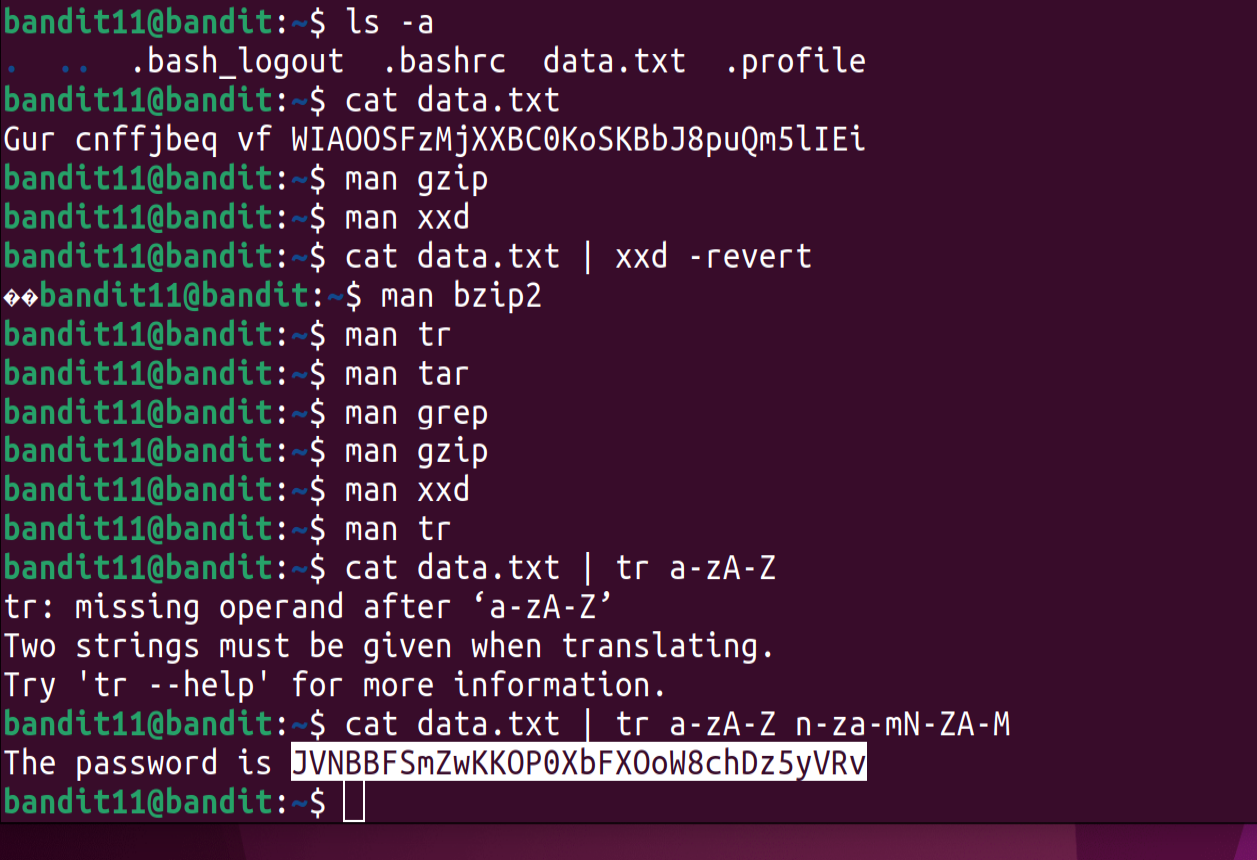 bandit11@bandit:~$ ls -a
.  ..  .bash_logout  .bashrc  data.txt  .profile
bandit11@bandit:~$ cat data.txt
Gur cnffjbeq vf WIAOOSFzMjXXBC0KoSKBbJ8puQm5lIEi
bandit11@bandit:~$ man gzip
bandit11@bandit:~$ man xxd
bandit11@bandit:~$ cat data.txt | xxd -revert
��bandit11@bandit:~$ man bzip2
bandit11@bandit:~$ man tr
bandit11@bandit:~$ man tar
bandit11@bandit:~$ man grep
bandit11@bandit:~$ man gzip
bandit11@bandit:~$ man xxd
bandit11@bandit:~$ man tr
bandit11@bandit:~$ cat data.txt | tr a-zA-Z
tr: missing operand after ‘a-zA-Z’
Two strings must be given when translating.
Try 'tr --help' for more information.
bandit11@bandit:~$ cat data.txt | tr a-zA-Z n-za-mN-ZA-M
The password is JVNBBFSmZwKKOP0XbFXOoW8chDz5yVRv
bandit11@bandit:~$